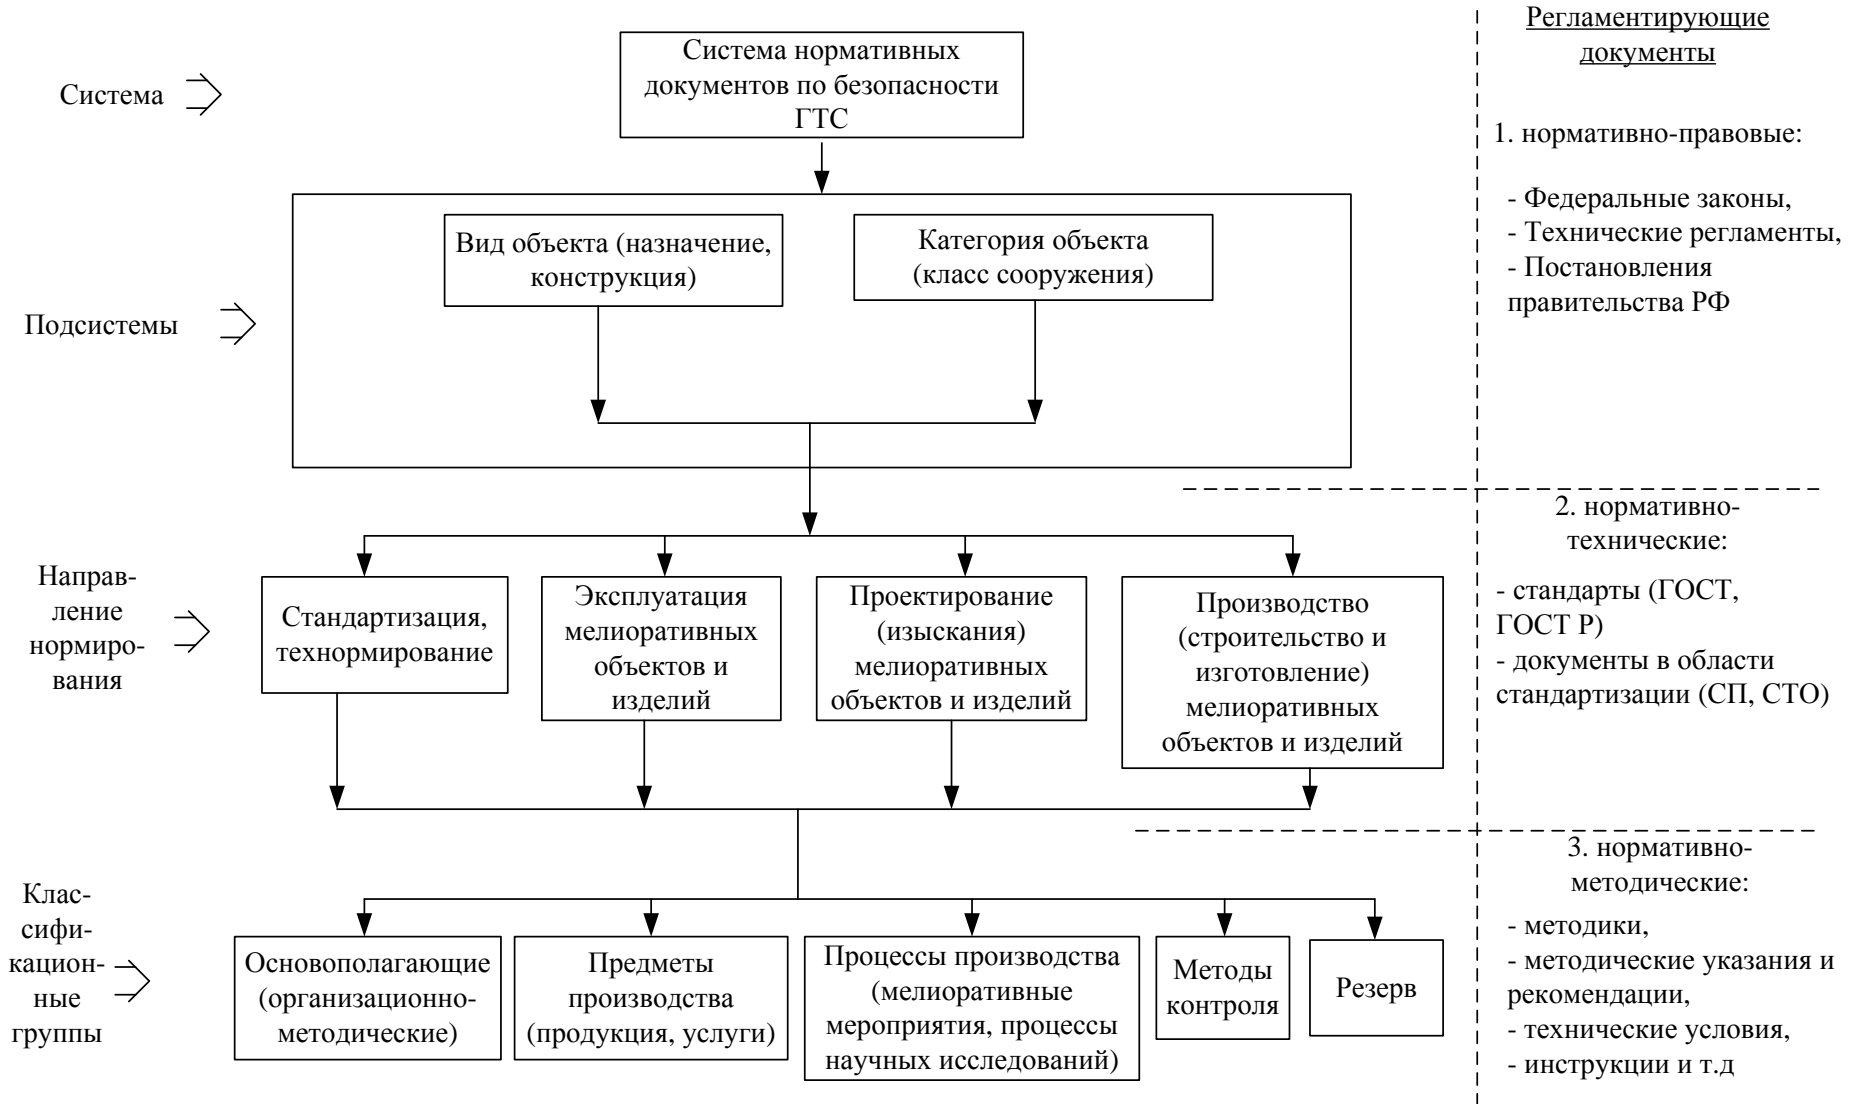 Регламентирующие
документы
Система
Система нормативных
документов по безопасности
ГТС
1. нормативно-правовые:
- Федеральные законы,
- Технические регламенты,
- Постановления
правительства РФ
Подсистемы
Вид объекта (назначение,
конструкция)
Категория объекта
(класс сооружения)
2. нормативно-
технические:
- стандарты (ГОСТ,
ГОСТ Р)
- документы в области
стандартизации (СП, СТО)
Направ-
ление
нормиро-
вания
Стандартизация,
технормирование
Эксплуатация
мелиоративных
объектов и
изделий
Проектирование
(изыскания)
мелиоративных
объектов и изделий
Производство
(строительство и
изготовление)
мелиоративных
объектов и изделий
3. нормативно-
методические:
- методики,
- методические указания и
рекомендации,
- технические условия,
- инструкции и т.д
Клас-
сифи-
кацион-
ные
группы
Основополагающие
(организационно-
методические)
Предметы
производства
(продукция, услуги)
Процессы производства
(мелиоративные
мероприятия, процессы
научных исследований)
Методы
контроля
Резерв